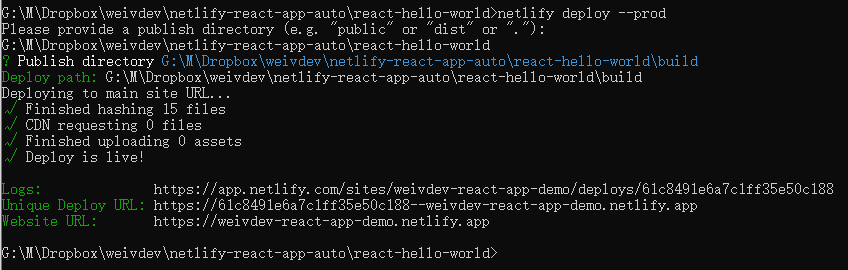 G:\M\Dropbox\weivdev\netlify-react-app-auto\react-hello-world>netlify deploy --prod
Please provide a publish directory (e.g. "public" or "dist" or "."):
G:\M\Dropbox\weivdev\netlify-react-app-auto\react-hello-world
? Publish directory G:\M\Dropbox\weivdev\netlify-react-app-auto\react-hello-world\build
Deploy path: G:\M\Dropbox\weivdev\netlify-react-app-auto\react-hello-world\build
Deploying to main site URL...
√ Finished hashing 15 files
√ CDN requesting 0 files
√ Finished uploading 0 assets
√ Deploy is live!
Logs: https://app.netlify.com/sites/weivdev-react-app-demo/deploys/61c8491e6a7c1ff35e50c188
Unique Deploy URL: https://61c8491e6a7c1ff35e50c188--weivdev-react-app-demo.netlify.app
Website URL: https://weivdev-react-app-demo.netlify.app
G:\M\Dropbox\weivdev\netlify-react-app-auto\react-hello-world>